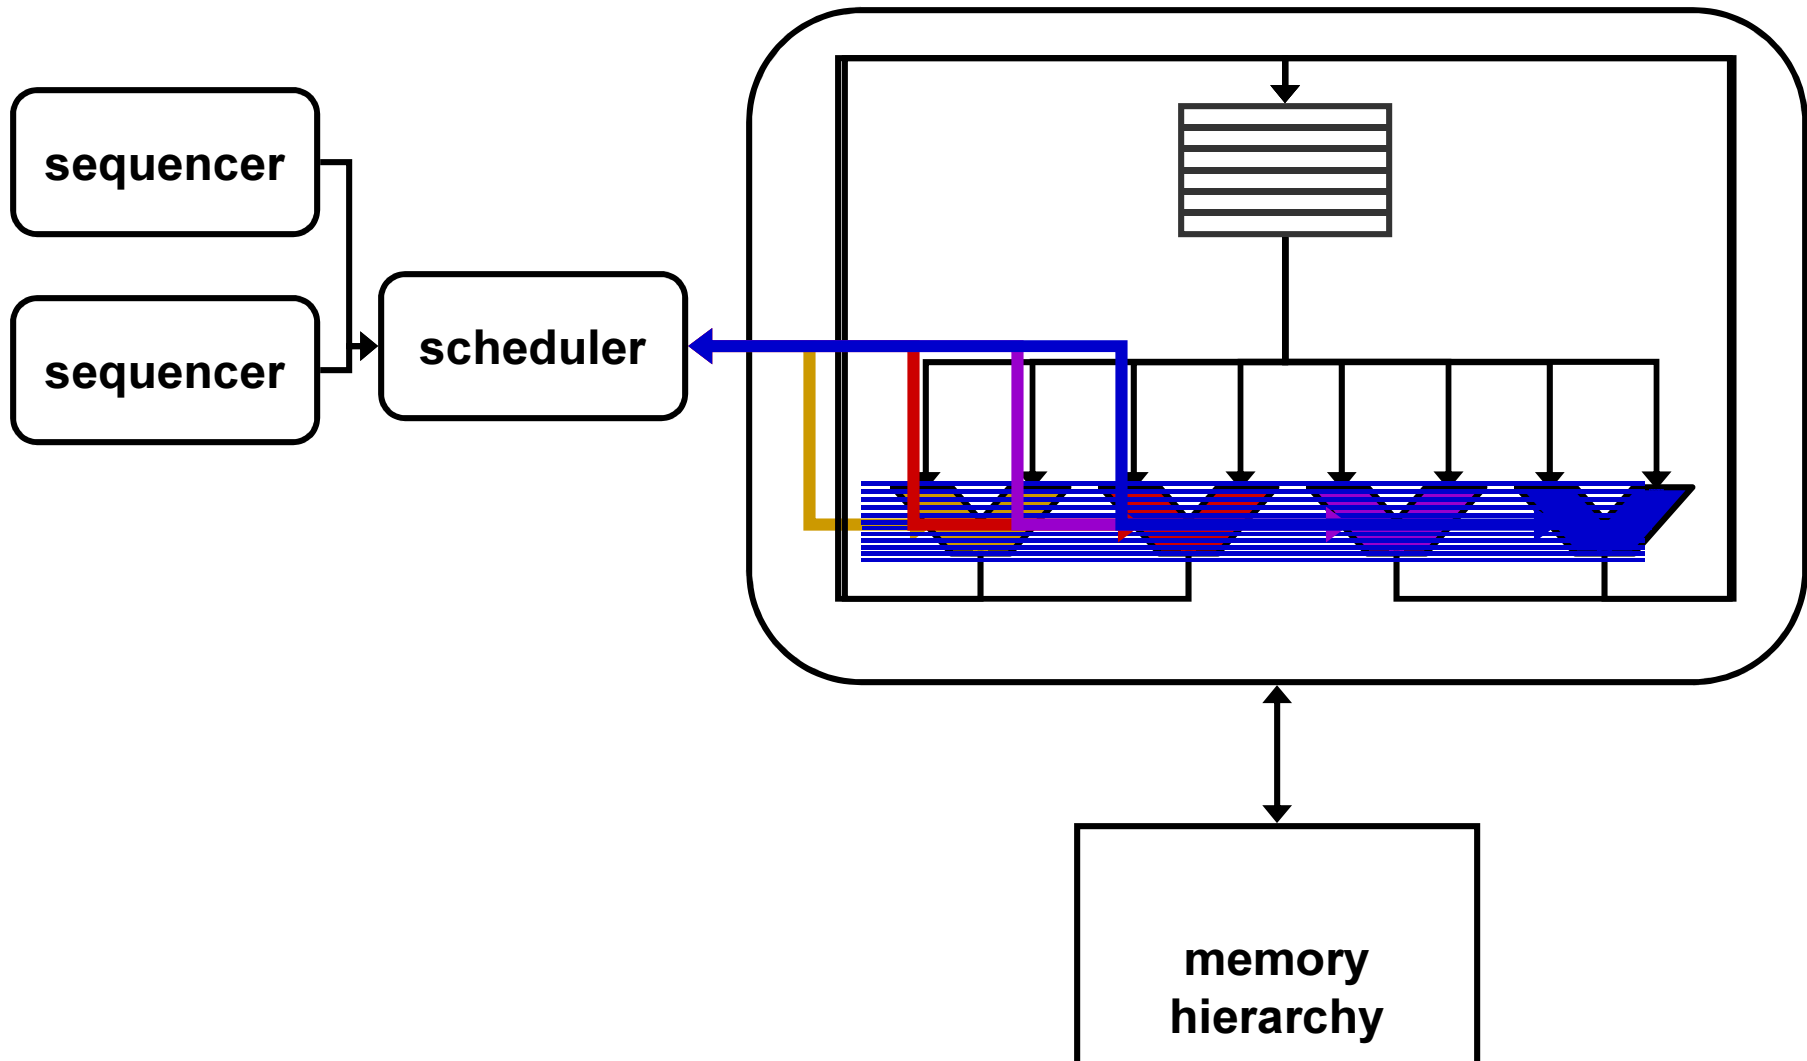 sequencer
sequencer
scheduler
memory
hierarchy